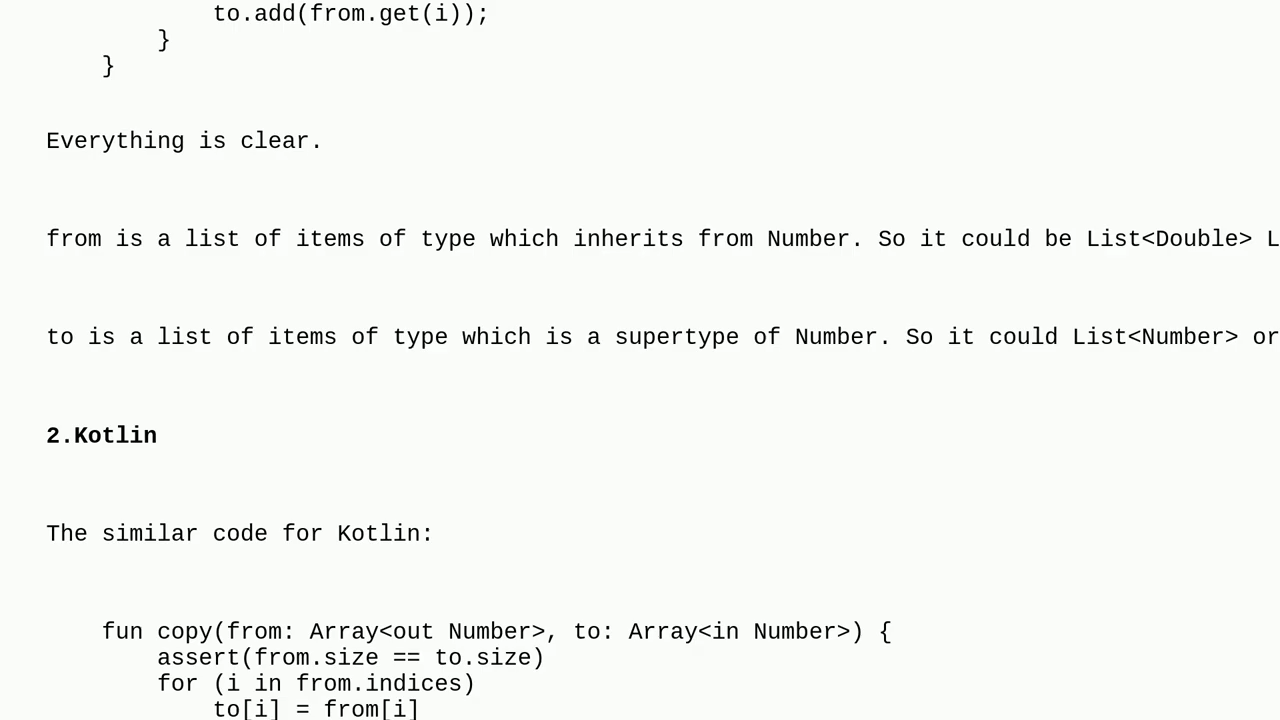 to.add(from.get(i));
}
}
Everything is clear.
from is a list of items of type which inherits from Number. So it could be List<Double> L
to is a list of items of type which is a supertype of Number. So it could List<Number> or
2.Kotlin
The similar code for Kotlin:
fun copy(from: Array<out Number>, to: Array<in Number>) {
assert(from.size == to.size)
for (i in from.indices)
to[i] = from[i]